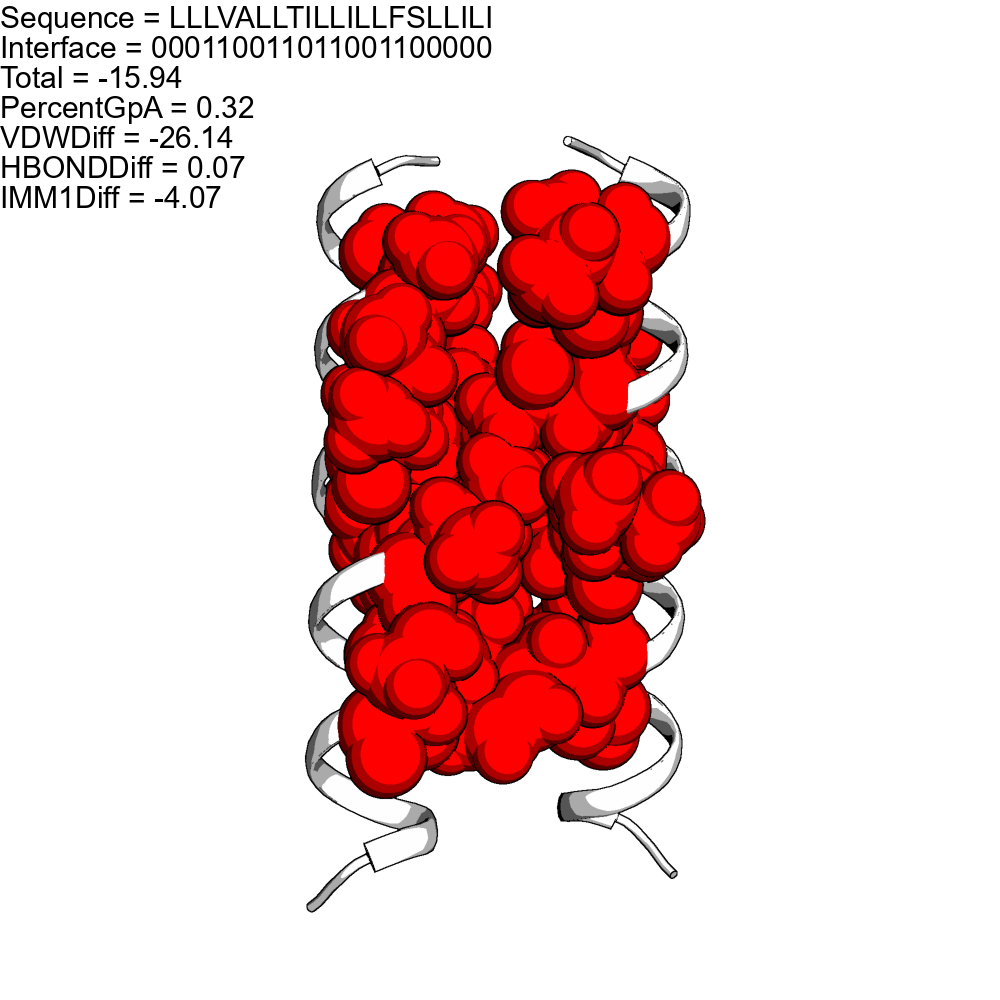 Sequence = LLLVALLTILLILLFSLLILI
Interface = 000110011011001100000
Total = -15.94
PercentGpA = 0.32
VDWDiff = -26.14
HBONDDiff = 0.07
IMM1Diff = -4.07